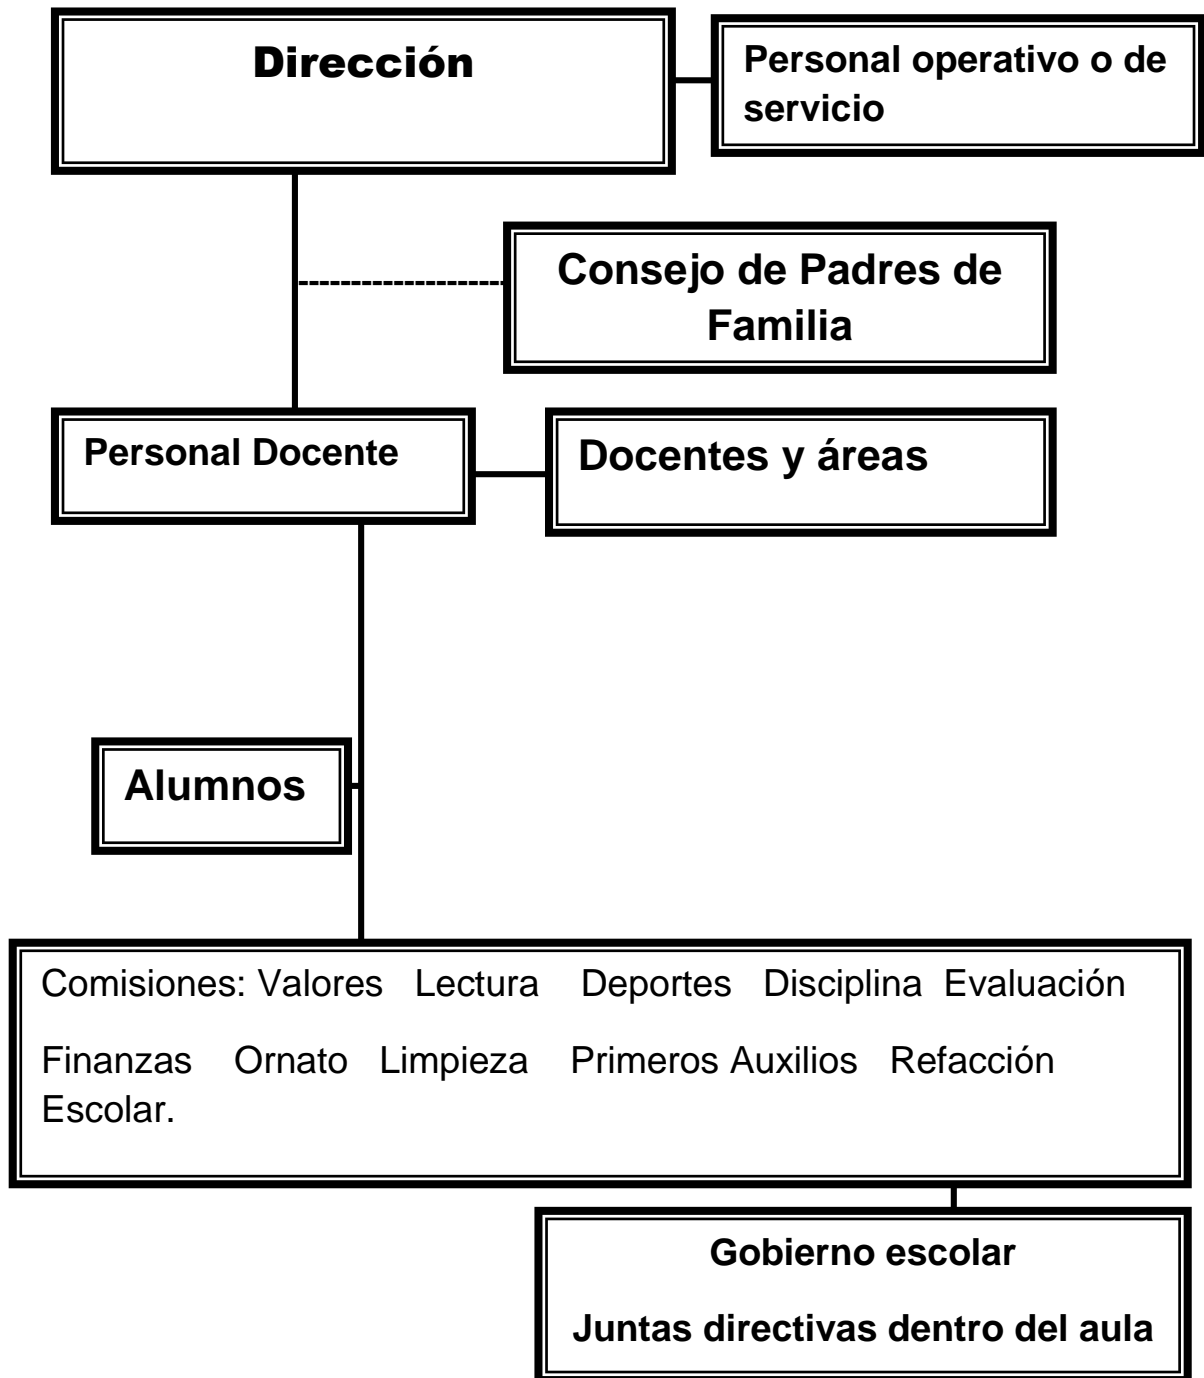 Dirección
Personal operativo o de
servicio
Consejo de Padres de
Familia
Personal Docente
Docentes y áreas
Alumnos
Comisiones: Valores Lectura Deportes Disciplina Evaluación
Finanzas Ornato Limpieza Primeros Auxilios Refacción
Escolar.
Gobierno escolar
Juntas directivas dentro del aula